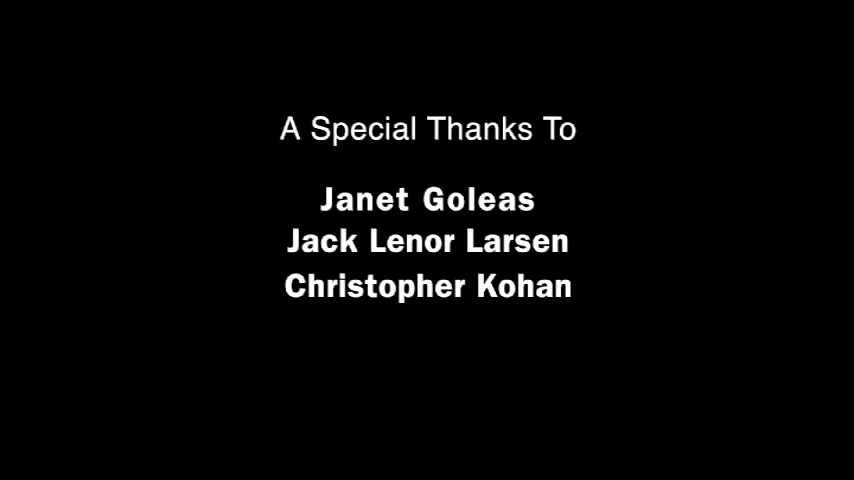 A Special Thanks To
Janet Goleas
Jack Lenor Larsen
Christopher Kohan